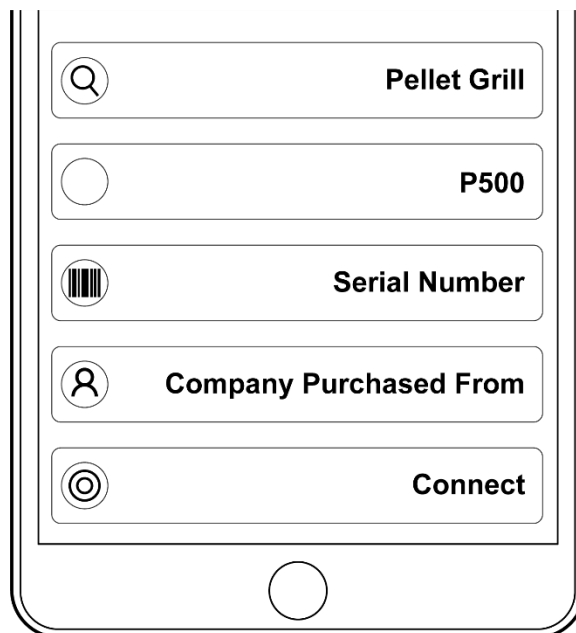 Pellet Grill
P500
Serial Number
Company Purchased From
Connect